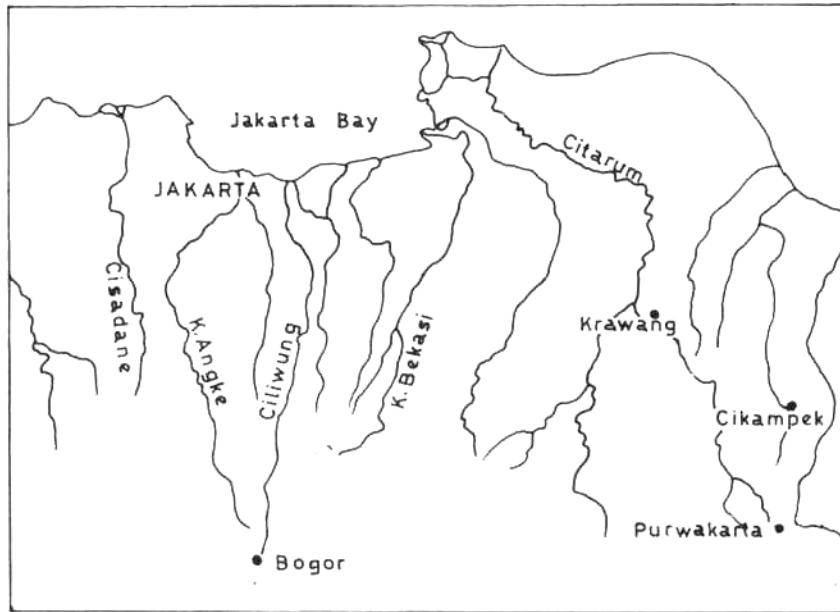 Jakarta Bay
Citarum
JAKARTA
Cisadane
K.Angke
Ciliwung
K.Bekasi
Krawang
Cikampek
Purwakarta
Bogor